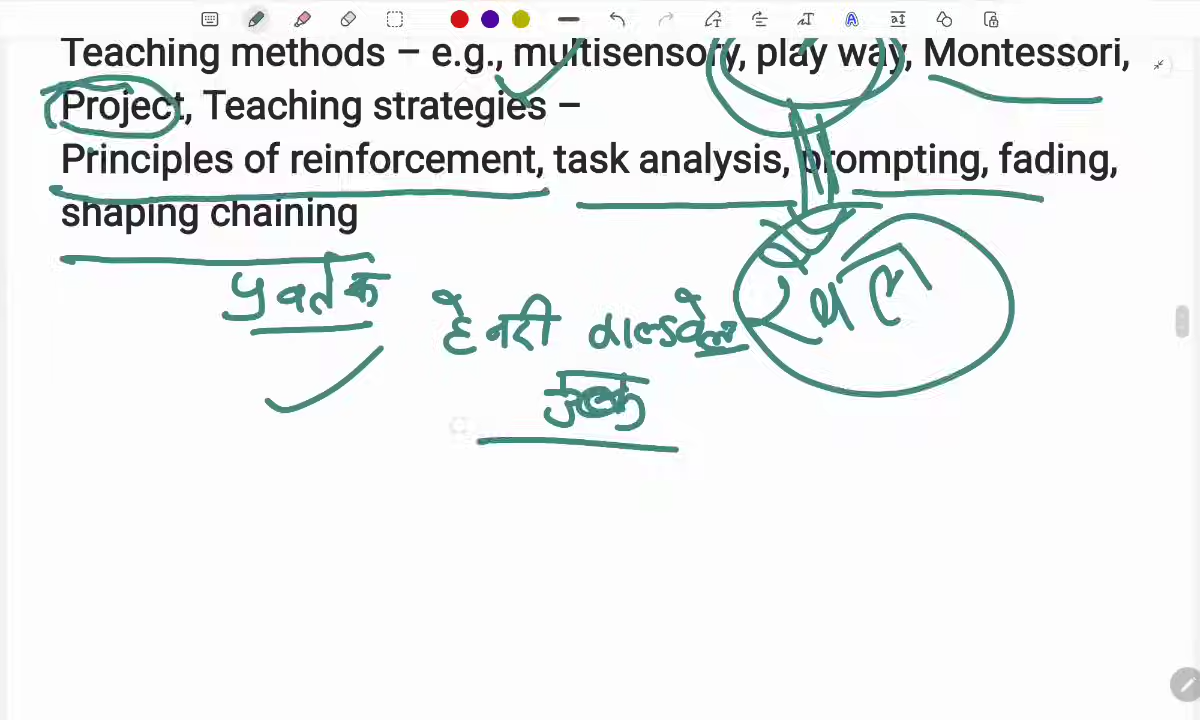 Teaching methods – e.g., multisensory, play way, Montessori,
Project, Teaching strategies –
Principles of reinforcement, task analysis, prompting, fading,
shaping chaining
प्रवर्तक
हेनरी काल्डवेल
कुक